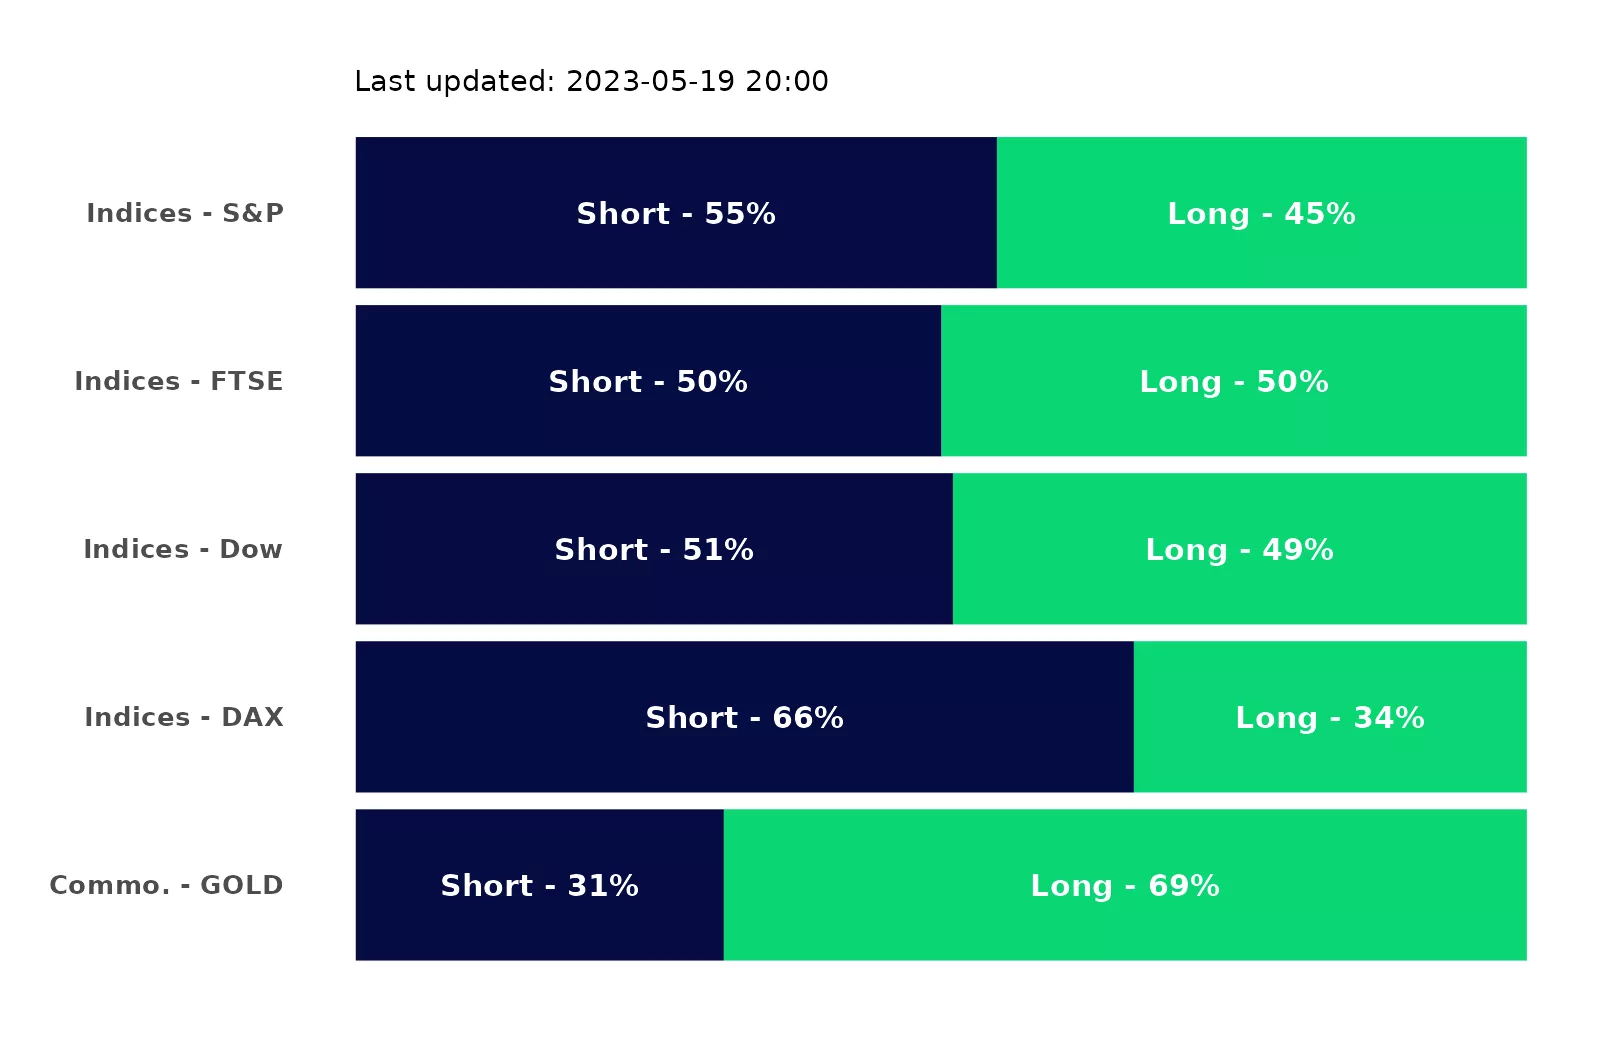 Last updated: 2023-05-19 20:00
Indices - S&P Short - 55% Long - 45%
Indices - FTSE Short - 50% Long - 50%
Indices - Dow Short - 51% Long - 49%
Indices - DAX Short - 66% Long - 34%
Commo. - GOLD Short - 31% Long - 69%